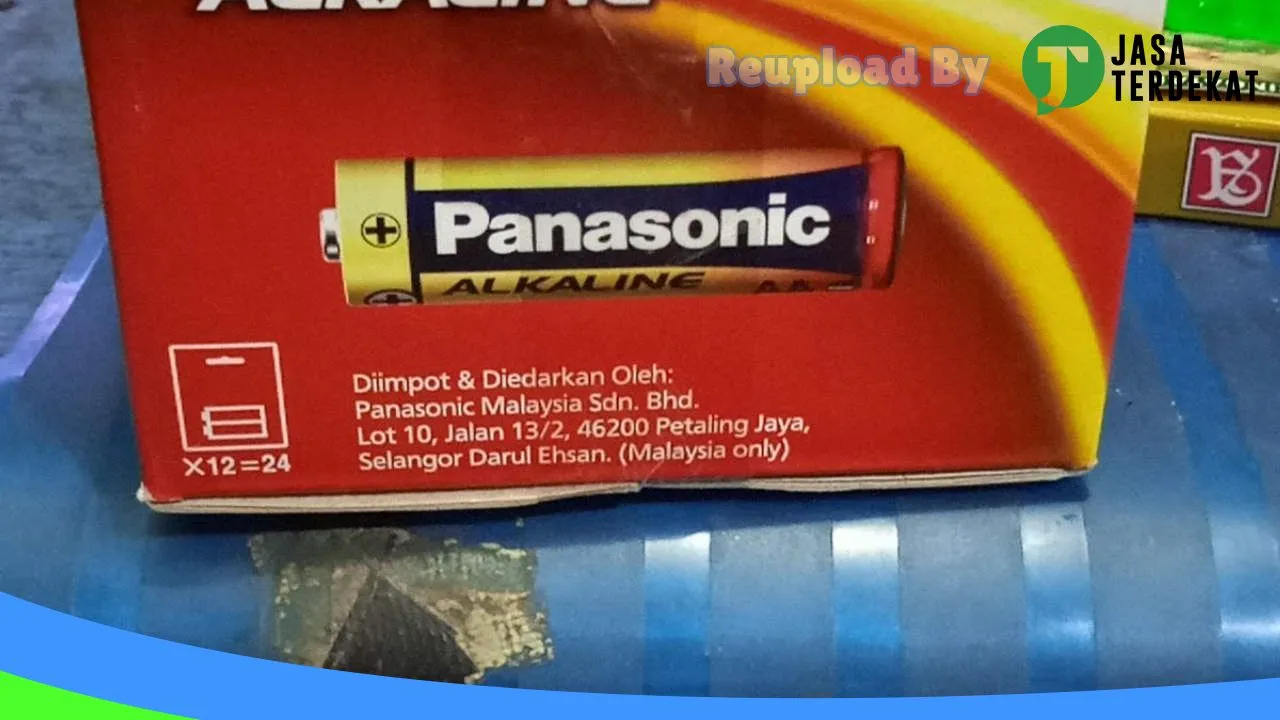 ALKALINE
Reupload By
JASA
TERDEKAT
Panasonic
ALKALINE
AA
Diimpot & Diedarkan Oleh:
Panasonic Malaysia Sdn. Bhd.
Lot 10, Jalan 13/2, 46200 Petaling Jaya,
Selangor Darul Ehsan. (Malaysia only)
X12=24